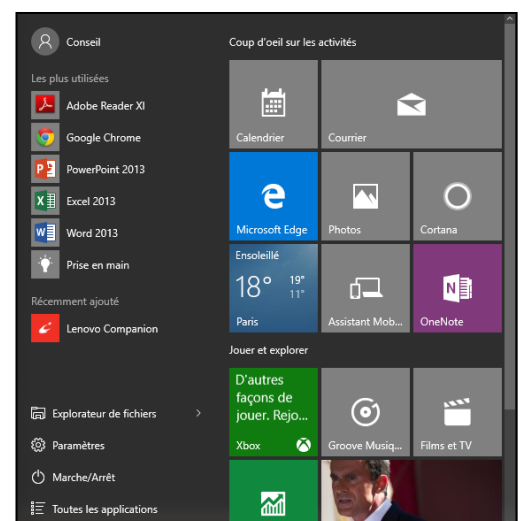 Conseil
Les plus utilisées
Adobe Reader XI
Google Chrome
PowerPoint 2013
Excel 2013
Word 2013
Prise en main
Récemment ajouté
Lenovo Companion
Explorateur de fichiers
Paramètres
Marche/Arrêt
Toutes les applications
Coup d'oeil sur les activités
Calendrier
Courrier
Microsoft Edge
Photos
Cortana
Ensoleillé
18° 19°
11°
Paris
Assistant Mob...
OneNote
Jouer et explorer
D'autres
façons de
jouer. Rejo...
Xbox
Groove Musiq...
Films et TV